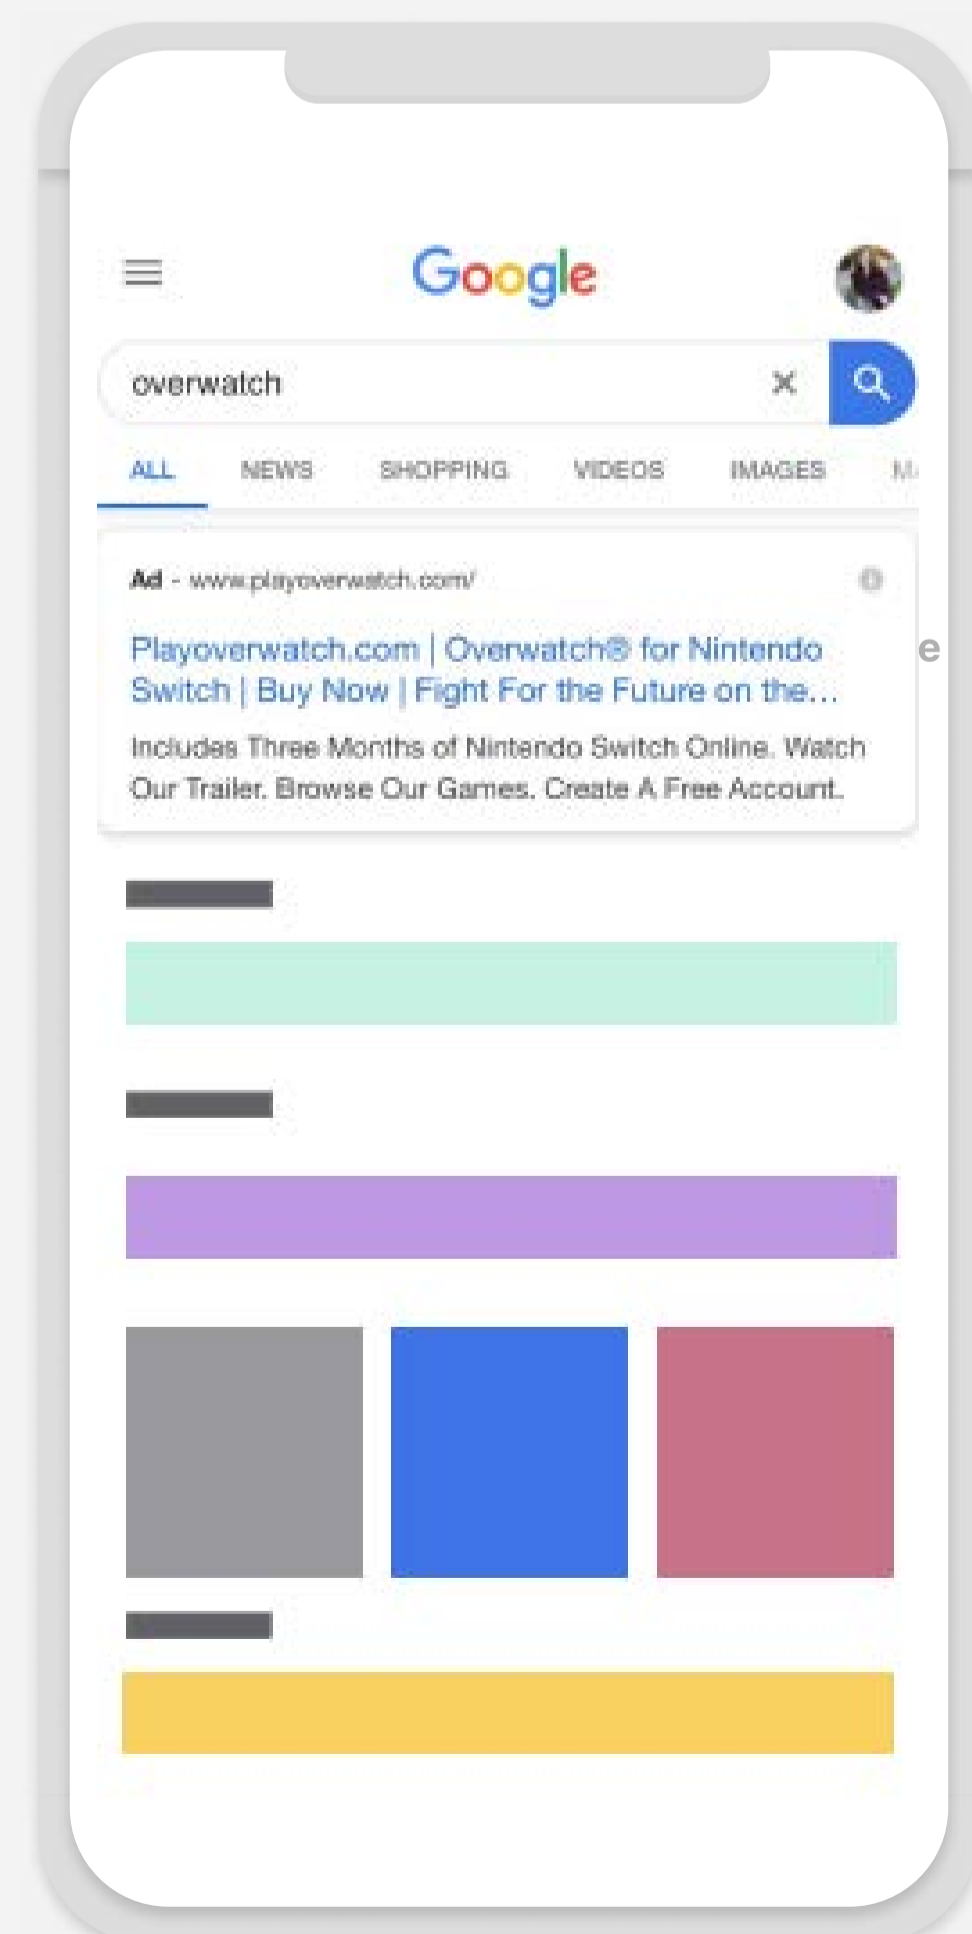 Google
overwatch
ALL NEWS SHOPPING VIDEOS IMAGES
Ad - www.playoverwatch.com/
Playoverwatch.com | Overwatch® for Nintendo
Switch | Buy Now | Fight For the Future on the...
Includes Three Months of Nintendo Switch Online. Watch
Our Trailer. Browse Our Games. Create A Free Account.
e